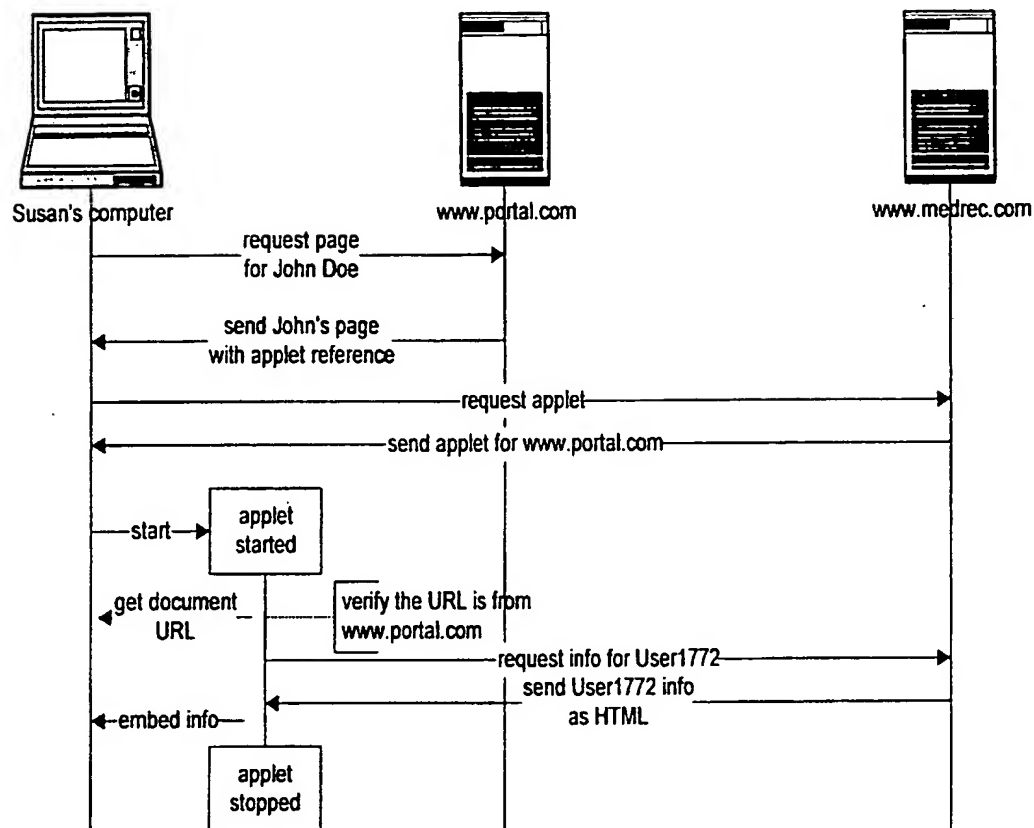 Susan's computer
www.portal.com
www.medrec.com
request page
for John Doe
send John's page
with applet reference
request applet
send applet for www.portal.com
start
applet
started
get document
URL
verify the URL is from
www.portal.com
request info for User1772
send User1772 info
as HTML
embed info
applet
stopped